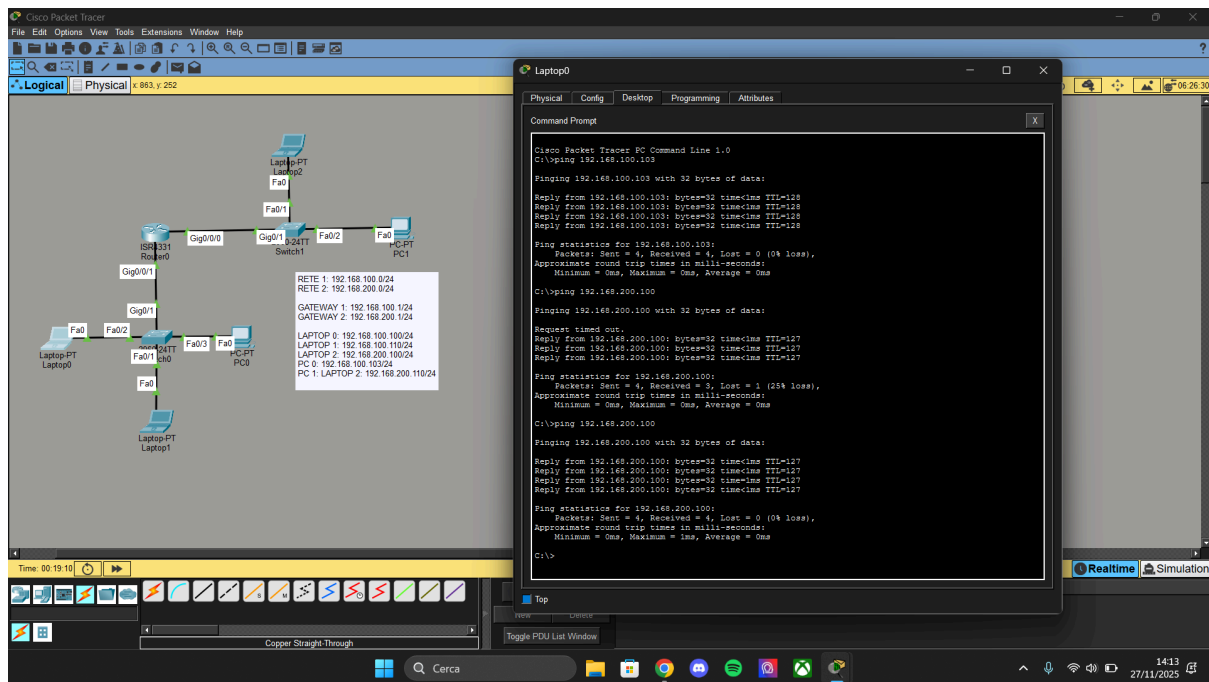 Cisco Packet Tracer
File Edit Options View Tools Extensions Window Help
?
Logical Physical x: 863, y: 252
06:26:30
Laptop-PT
Laptop2
Fa0
Fa0/1
Gig0/0/0
Gig0/1
24TT
Switch1
Fa0/2
Fa0
PC-PT
PC1
Router0
Gig0/0/1
Gig0/1
Fa0
Fa0/2
Laptop-PT
Laptop0
24TT
Fa0/1
Fa0/3
Fa0
PC-PT
PC0
Fa0
Laptop-PT
Laptop1
RETE 1: 192.168.100.0/24
RETE 2: 192.168.200.0/24
GATEWAY 1: 192.168.100.1/24
GATEWAY 2: 192.168.200.1/24
LAPTOP 0: 192.168.100.100/24
LAPTOP 1: 192.168.100.110/24
LAPTOP 2: 192.168.200.100/24
PC 0: 192.168.100.103/24
PC 1: LAPTOP 2: 192.168.200.110/24
Laptop0
Physical Config Desktop Programming Attributes
Command Prompt
X
Cisco Packet Tracer PC Command Line 1.0
C:\>ping 192.168.100.103
Pinging 192.168.100.103 with 32 bytes of data:
Reply from 192.168.100.103: bytes=32 time<1ms TTL=128
Reply from 192.168.100.103: bytes=32 time<1ms TTL=128
Reply from 192.168.100.103: bytes=32 time<1ms TTL=128
Reply from 192.168.100.103: bytes=32 time<1ms TTL=128
Ping statistics for 192.168.100.103:
Packets: Sent = 4, Received = 4, Lost = 0 (0% loss),
Approximate round trip times in milli-seconds:
Minimum = 0ms, Maximum = 0ms, Average = 0ms
C:\>ping 192.168.200.100
Pinging 192.168.200.100 with 32 bytes of data:
Request timed out.
Reply from 192.168.200.100: bytes=32 time<1ms TTL=127
Reply from 192.168.200.100: bytes=32 time<1ms TTL=127
Reply from 192.168.200.100: bytes=32 time<1ms TTL=127
Ping statistics for 192.168.200.100:
Packets: Sent = 4, Received = 3, Lost = 1 (25% loss),
Approximate round trip times in milli-seconds:
Minimum = 0ms, Maximum = 0ms, Average = 0ms
C:\>ping 192.168.200.100
Pinging 192.168.200.100 with 32 bytes of data:
Reply from 192.168.200.100: bytes=32 time<1ms TTL=127
Reply from 192.168.200.100: bytes=32 time<1ms TTL=127
Reply from 192.168.200.100: bytes=32 time=1ms TTL=127
Reply from 192.168.200.100: bytes=32 time<1ms TTL=127
Ping statistics for 192.168.200.100:
Packets: Sent = 4, Received = 4, Lost = 0 (0% loss),
Approximate round trip times in milli-seconds:
Minimum = 0ms, Maximum = 1ms, Average = 0ms
C:\>
Top
Time: 00:19:10
Realtime Simulation
New Delete
Toggle PDU List Window
Copper Straight-Through
Cerca
14:13
27/11/2025